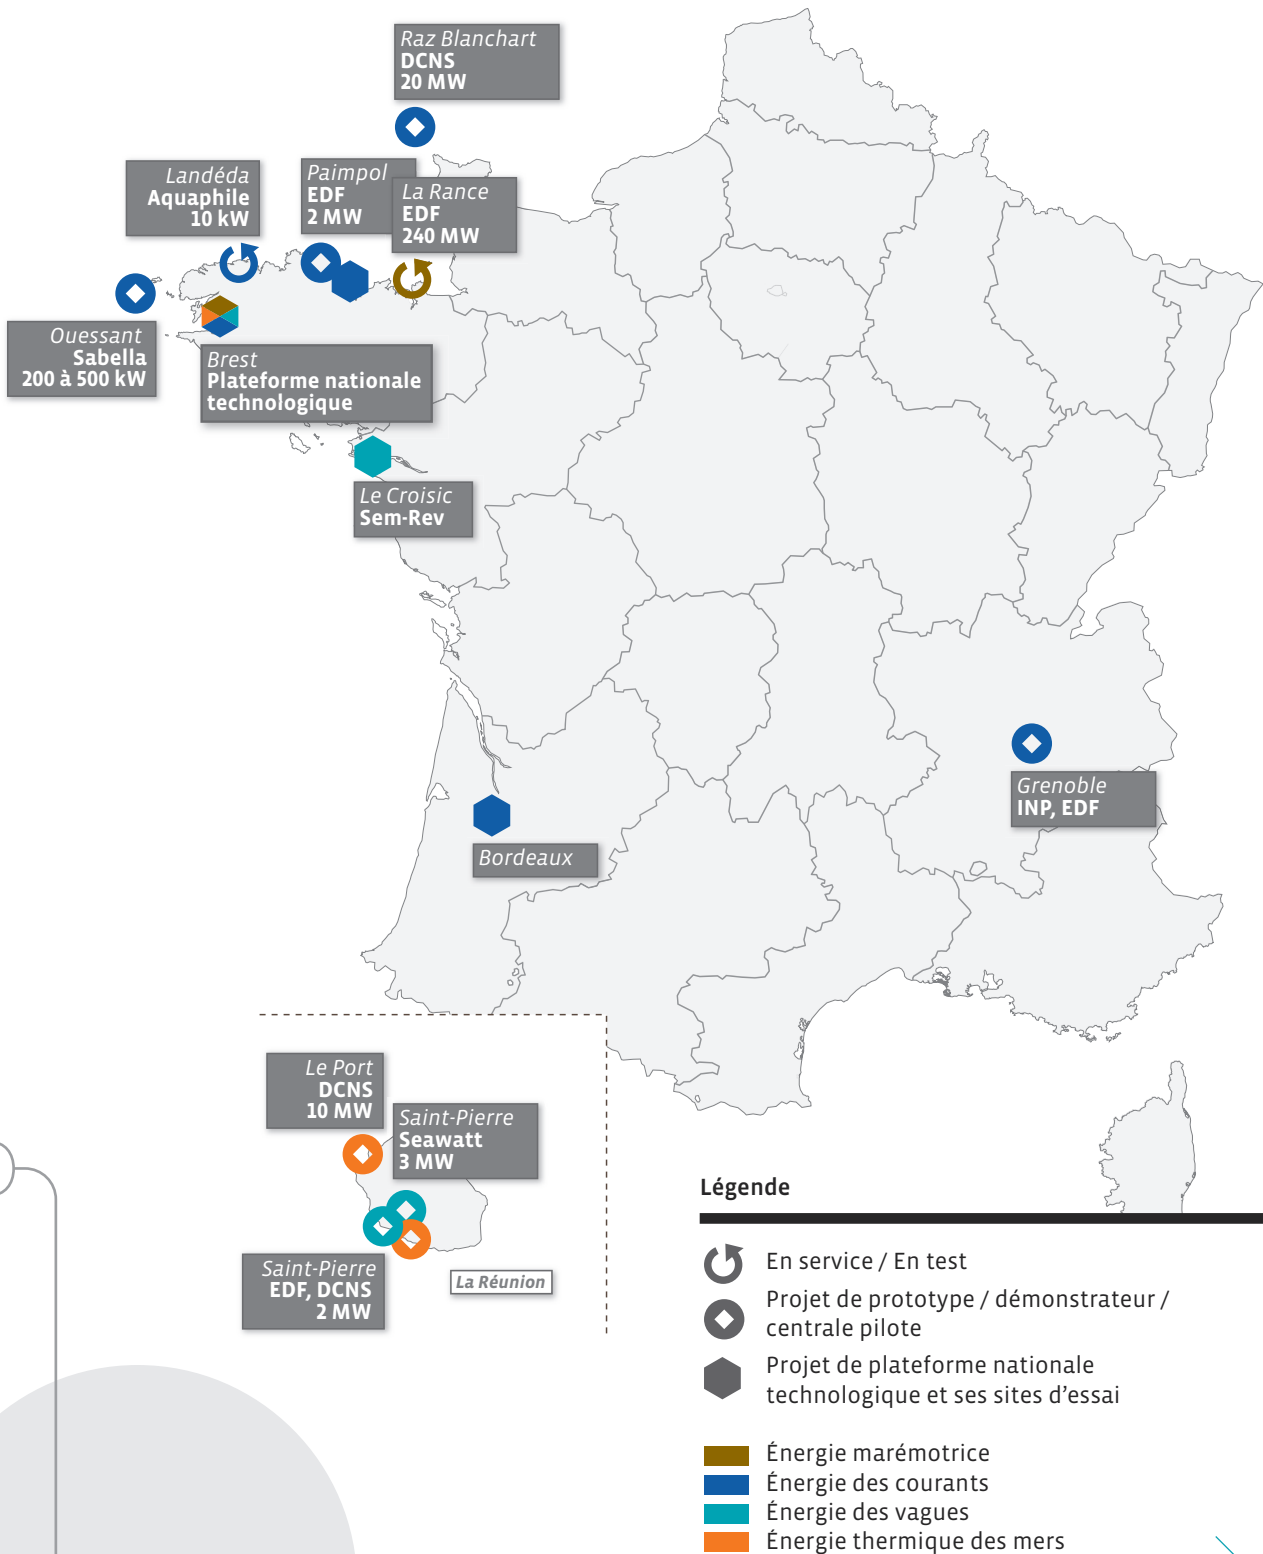 Raz Blanchart
DCNS
20 MW
Landéda
Aquaphile
10 kW
Paimpol
EDF
2 MW
La Rance
EDF
240 MW
Ouessant
Sabella
200 à 500 kW
Brest
Plateforme nationale
technologique
Le Croisic
Sem-Rev
Grenoble
INP, EDF
Bordeaux
Le Port
DCNS
10 MW
Saint-Pierre
Seawatt
3 MW
Saint-Pierre
EDF, DCNS
2 MW
La Réunion
Légende
En service / En test
Projet de prototype / démonstrateur /
centrale pilote
Projet de plateforme nationale
technologique et ses sites d'essai
Énergie marémotrice
Énergie des courants
Énergie des vagues
Énergie thermique des mers